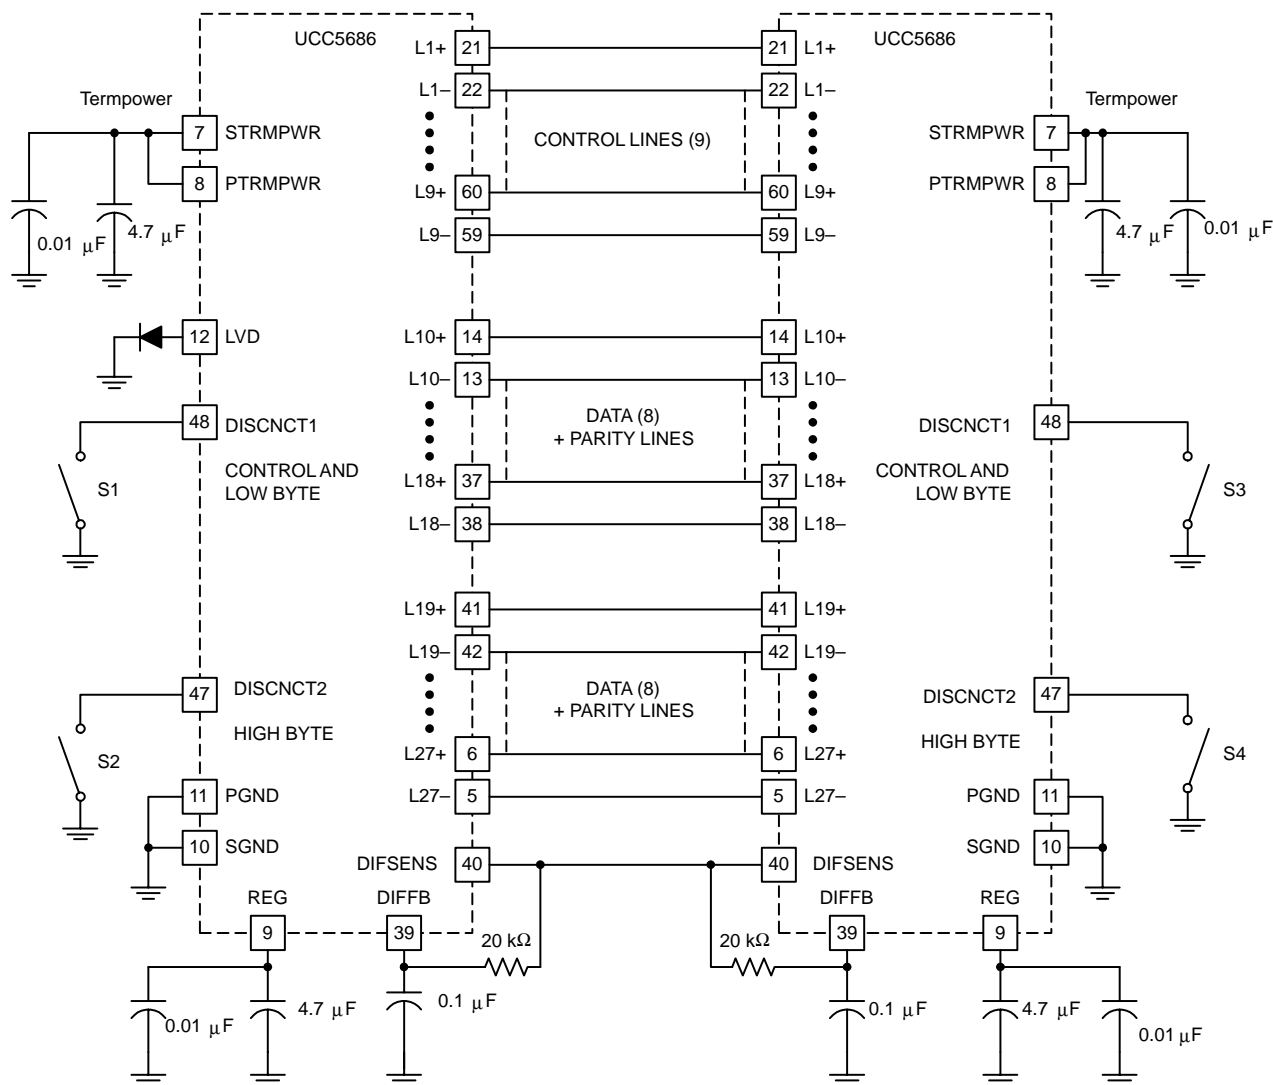 UCC5686
UCC5686
L1+ 21
21 L1+
L1– 22
22 L1–
Termpower
Termpower
7 STRMPWR
STRMPWR 7
CONTROL LINES (9)
8 PTRMPWR
PTRMPWR 8
L9+ 60
60 L9+
0.01 µF
4.7 µF
4.7 µF
0.01 µF
L9– 59
59 L9–
12 LVD
L10+ 14
14 L10+
L10– 13
13 L10–
48 DISCNCT1
DISCNCT1 48
DATA (8)
+ PARITY LINES
CONTROL AND
LOW BYTE
CONTROL AND
LOW BYTE
S1
S3
L18+ 37
37 L18+
L18– 38
38 L18–
L19+ 41
41 L19+
L19– 42
42 L19–
47 DISCNCT2
DISCNCT2 47
DATA (8)
+ PARITY LINES
HIGH BYTE
HIGH BYTE
S2
S4
L27+ 6
6 L27+
11 PGND
L27– 5
5 L27–
PGND 11
10 SGND
SGND 10
DIFSENS 40
40 DIFSENS
REG
DIFFB
DIFFB
REG
9
39
39
9
20 kΩ
20 kΩ
0.01 µF
4.7 µF
0.1 µF
0.1 µF
4.7 µF
0.01 µF